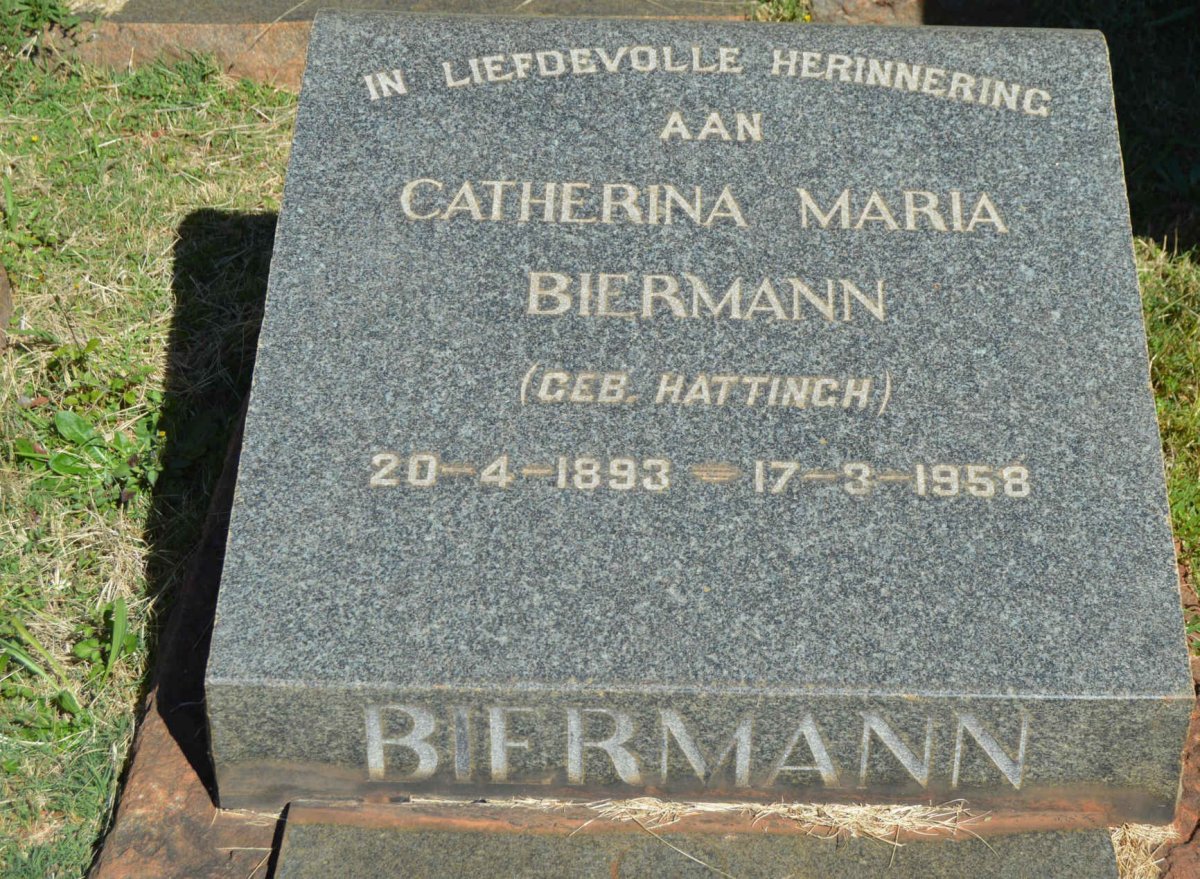 IN LIEFDEVOLLE HERINNERING
AAN
CATHERINA MARIA
BIERMANN
(GEB. HATTINGH)
20-4-1893 = 17-3-1958
BIERMANN